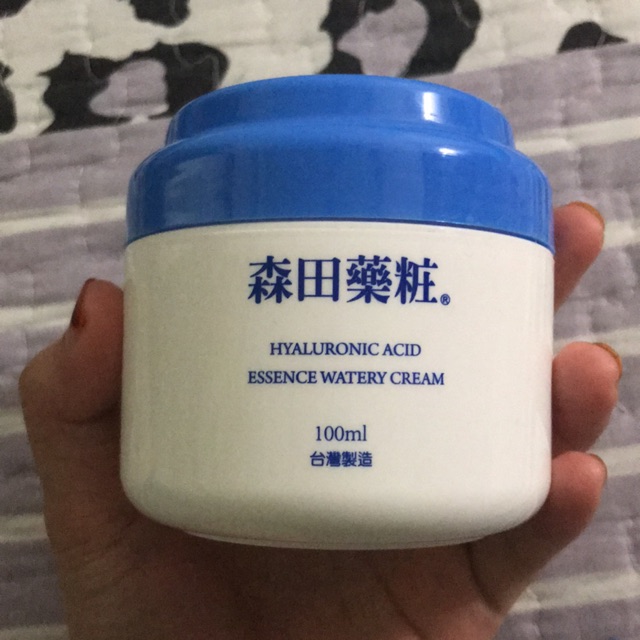 森田藥粧®
HYALURONIC ACID
ESSENCE WATERY CREAM
100ml
台灣製造